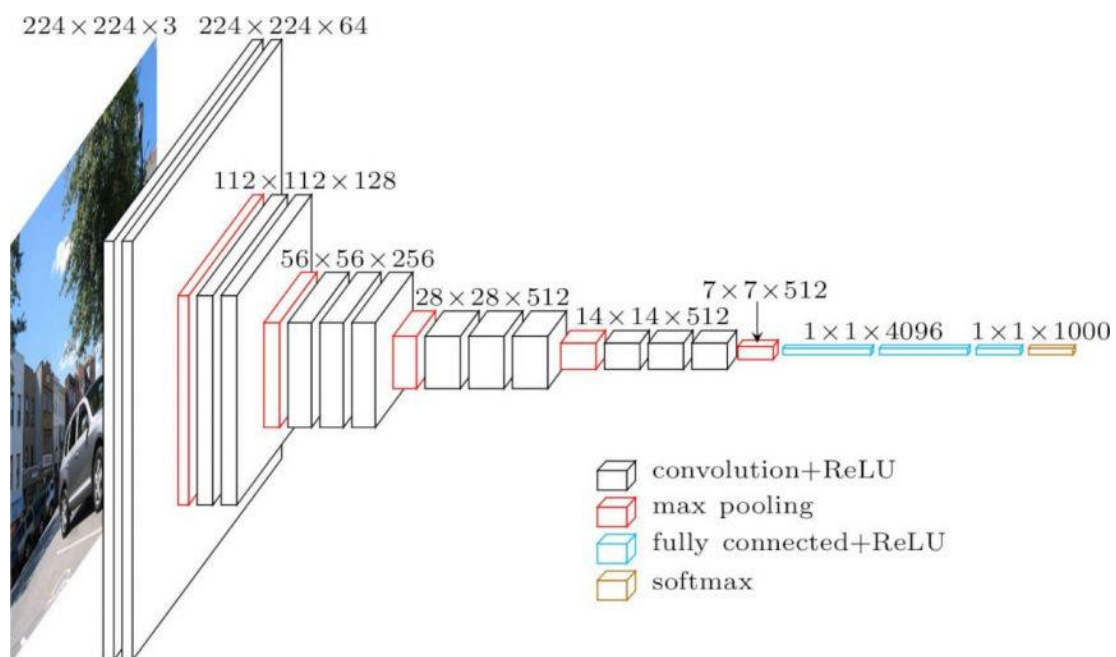 224×224×3
224×224×64
112×112×128
56×56×256
28×28×512
14×14×512
7×7×512
1×1×4096
1×1×1000
convolution+ReLU
max pooling
fully connected+ReLU
softmax